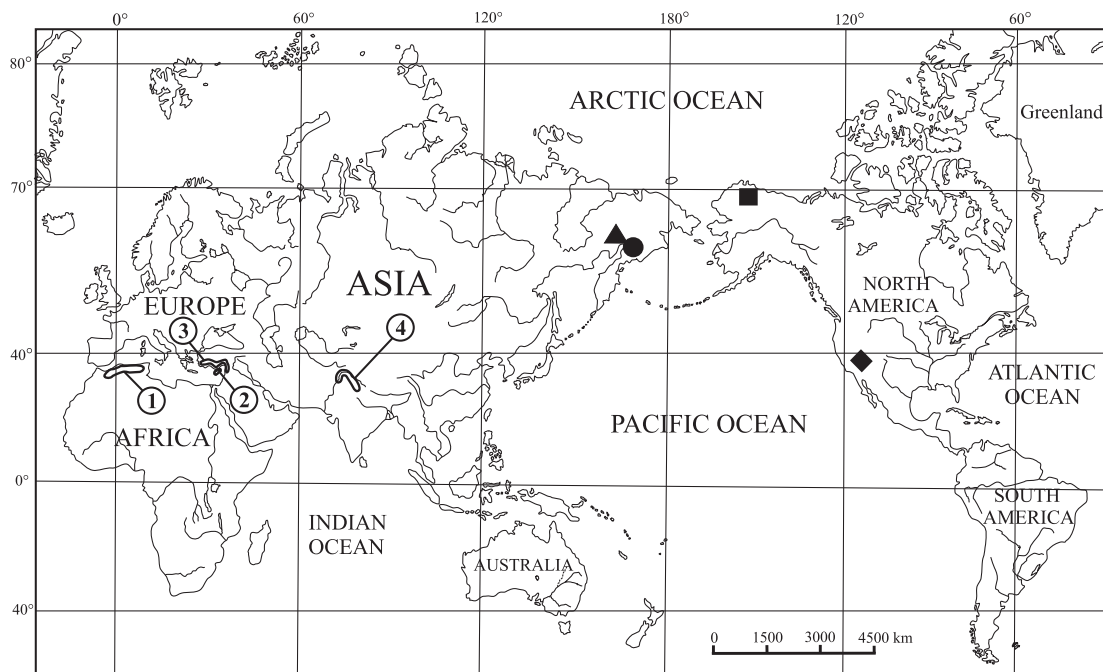 0° 60° 120° 180° 120° 60°
80°
ARCTIC OCEAN
Greenland
70°
ASIA
NORTH
AMERICA
EUROPE
3
4
40°
ATLANTIC
OCEAN
1
2
PACIFIC OCEAN
AFRICA
0°
SOUTH
AMERICA
INDIAN
OCEAN
AUSTRALIA
40°
0 1500 3000 4500 km